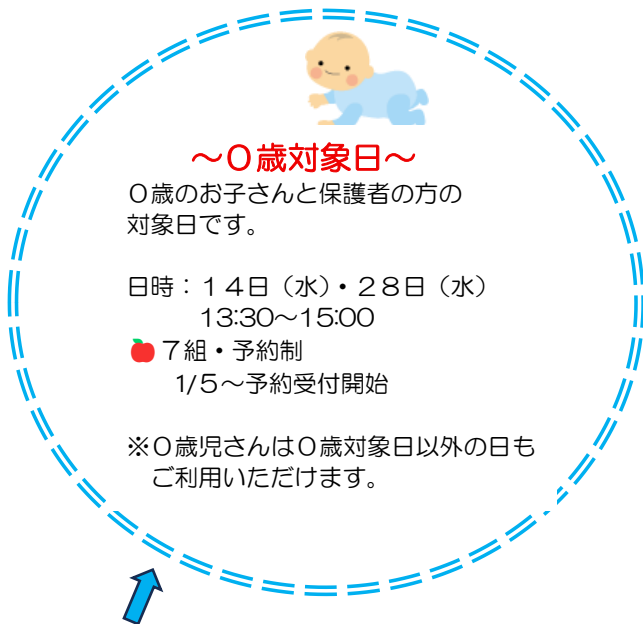 ～０歳対象日～
０歳のお子さんと保護者の方の
対象日です。
日時：１４日（水）・２８日（水）
13:30～15:00
７組・予約制
1/５～予約受付開始
※０歳児さんは０歳対象日以外の日も
ご利用いただけます。